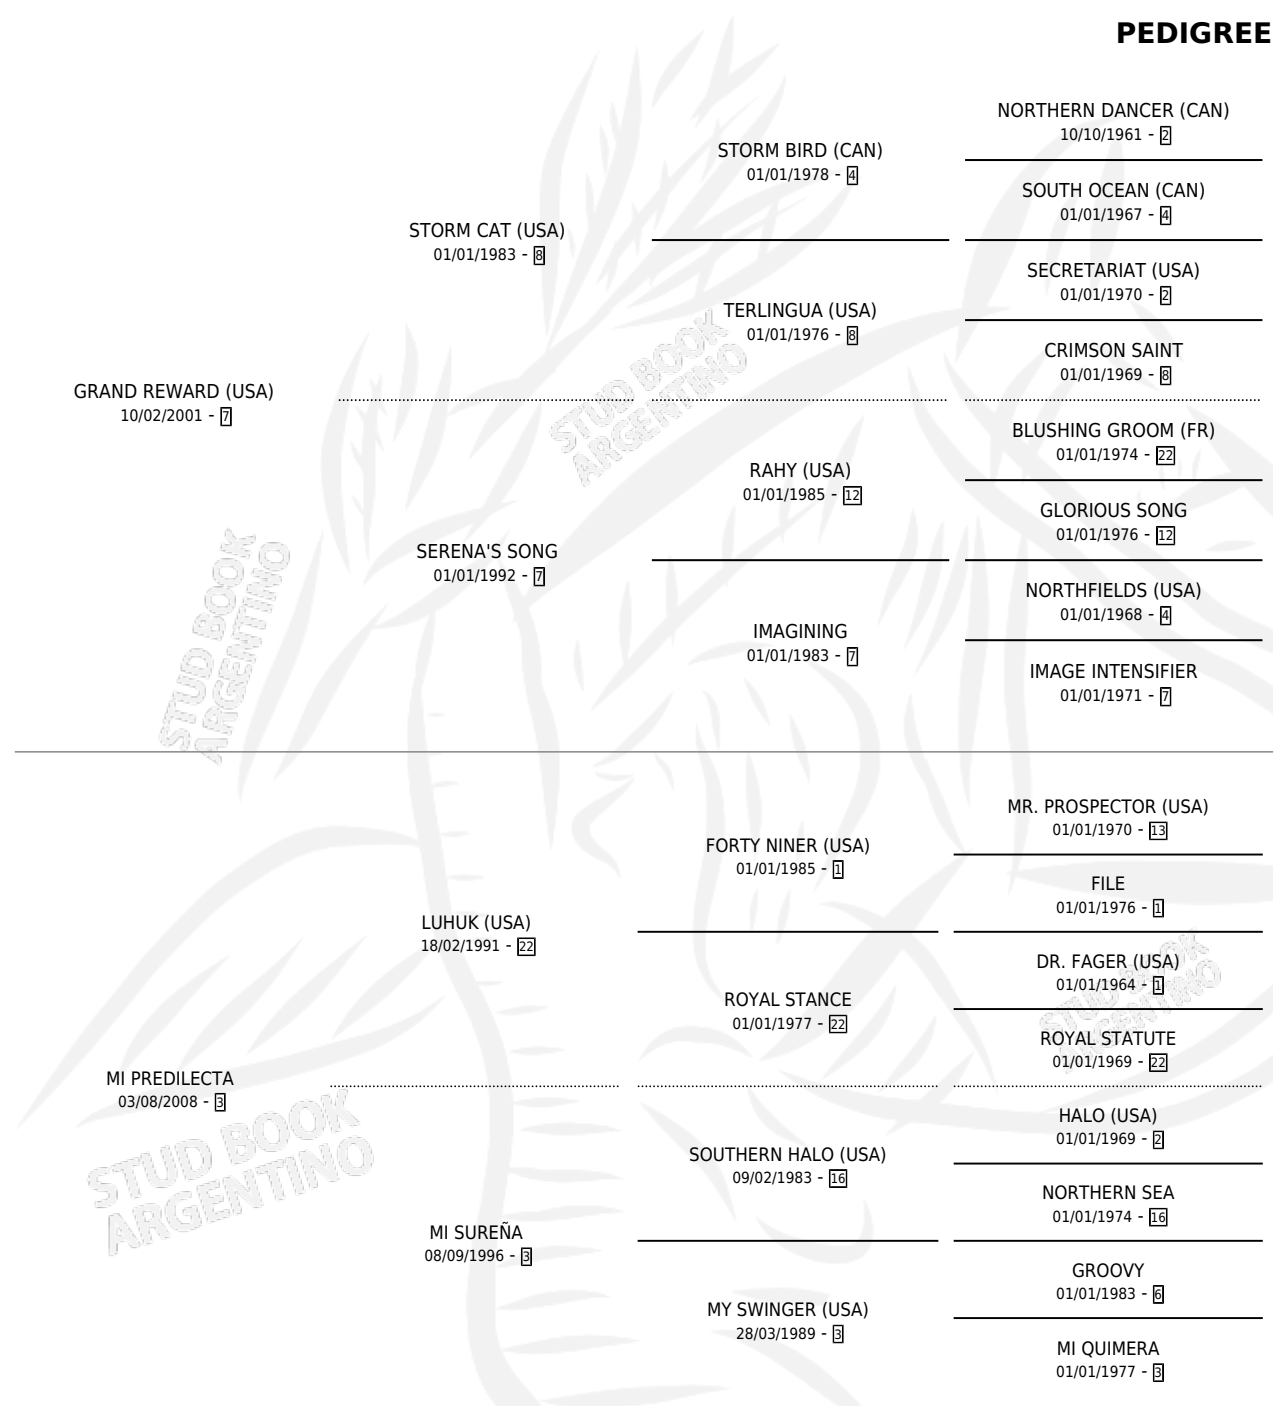 PEDIGREE
NORTHERN DANCER (CAN)
10/10/1961 - 2
STORM BIRD (CAN)
01/01/1978 - 4
SOUTH OCEAN (CAN)
01/01/1967 - 4
STORM CAT (USA)
01/01/1983 - 8
SECRETARIAT (USA)
01/01/1970 - 2
TERLINGUA (USA)
01/01/1976 - 8
CRIMSON SAINT
01/01/1969 - 8
GRAND REWARD (USA)
10/02/2001 - 7
STUD BOOK
ARGENTINO
BLUSHING GROOM (FR)
01/01/1974 - 22
RAHY (USA)
01/01/1985 - 12
GLORIOUS SONG
01/01/1976 - 12
SERENA'S SONG
01/01/1992 - 7
NORTHFIELDS (USA)
01/01/1968 - 4
IMAGINING
01/01/1983 - 7
IMAGE INTENSIFIER
01/01/1971 - 7
STUD BOOK
ARGENTINO
MR. PROSPECTOR (USA)
01/01/1970 - 13
FORTY NINER (USA)
01/01/1985 - 1
FILE
01/01/1976 - 1
LUHUK (USA)
18/02/1991 - 22
DR. FAGER (USA)
01/01/1964 - 1
STUD BOOK
ARGENTINO
ROYAL STANCE
01/01/1977 - 22
ROYAL STATUTE
01/01/1969 - 22
MI PREDILECTA
03/08/2008 - 3
STUD BOOK
ARGENTINO
HALO (USA)
01/01/1969 - 2
SOUTHERN HALO (USA)
09/02/1983 - 16
NORTHERN SEA
01/01/1974 - 16
MI SUREÑA
08/09/1996 - 3
GROOVY
01/01/1983 - 6
MY SWINGER (USA)
28/03/1989 - 3
MI QUIMERA
01/01/1977 - 3